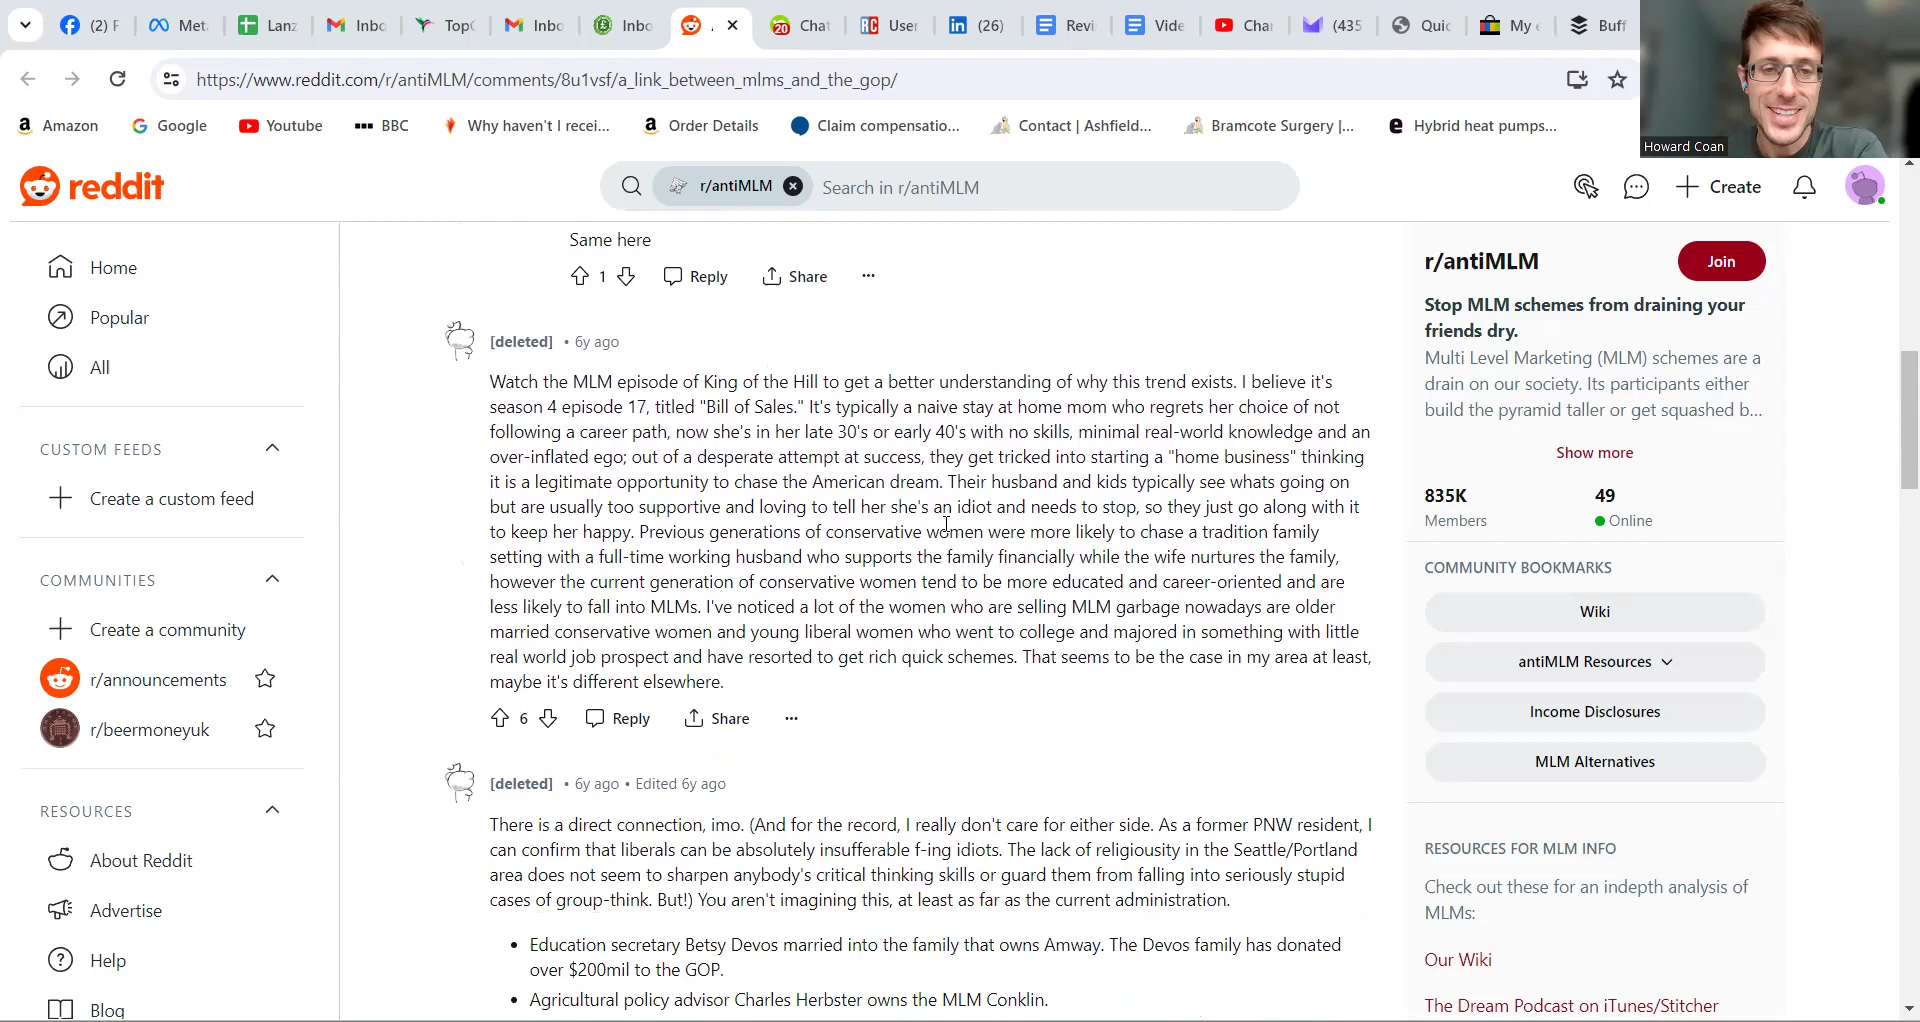 (2) F
Meta
Lanz
Inbo
Top
Inbo
Inbo
Chat
User
(26)
Revi
Vide
Cha
(435
Quic
My e
Buff
https://www.reddit.com/r/antiMLM/comments/8u1vsf/a_link_between_mlms_and_the_gop/
Amazon
Google
Youtube
BBC
Why haven't I recei...
Order Details
Claim compensatio...
Contact | Ashfield...
Bramcote Surgery |...
Hybrid heat pumps...
Howard Coan
reddit
r/antiMLM
Search in r/antiMLM
Create
Home
Popular
All
CUSTOM FEEDS
Create a custom feed
COMMUNITIES
Create a community
r/announcements
r/beermoneyuk
RESOURCES
About Reddit
Advertise
Help
Blog
Same here
1 Reply Share ...
[deleted] • 6y ago
Watch the MLM episode of King of the Hill to get a better understanding of why this trend exists. I believe it's
season 4 episode 17, titled "Bill of Sales." It's typically a naive stay at home mom who regrets her choice of not
following a career path, now she's in her late 30's or early 40's with no skills, minimal real-world knowledge and an
over-inflated ego; out of a desperate attempt at success, they get tricked into starting a "home business" thinking
it is a legitimate opportunity to chase the American dream. Their husband and kids typically see whats going on
but are usually too supportive and loving to tell her she's an idiot and needs to stop, so they just go along with it
to keep her happy. Previous generations of conservative women were more likely to chase a tradition family
setting with a full-time working husband who supports the family financially while the wife nurtures the family,
however the current generation of conservative women tend to be more educated and career-oriented and are
less likely to fall into MLMs. I've noticed a lot of the women who are selling MLM garbage nowadays are older
married conservative women and young liberal women who went to college and majored in something with little
real world job prospect and have resorted to get rich quick schemes. That seems to be the case in my area at least,
maybe it's different elsewhere.
6 Reply Share ...
[deleted] • 6y ago • Edited 6y ago
There is a direct connection, imo. (And for the record, I really don't care for either side. As a former PNW resident, I
can confirm that liberals can be absolutely insufferable f-ing idiots. The lack of religiousity in the Seattle/Portland
area does not seem to sharpen anybody's critical thinking skills or guard them from falling into seriously stupid
cases of group-think. But!) You aren't imagining this, at least as far as the current administration.
• Education secretary Betsy Devos married into the family that owns Amway. The Devos family has donated
over $200mil to the GOP.
• Agricultural policy advisor Charles Herbster owns the MLM Conklin.
r/antiMLM
Join
Stop MLM schemes from draining your
friends dry.
Multi Level Marketing (MLM) schemes are a
drain on our society. Its participants either
build the pyramid taller or get squashed b...
Show more
835K 49
Members Online
COMMUNITY BOOKMARKS
Wiki
antiMLM Resources
Income Disclosures
MLM Alternatives
RESOURCES FOR MLM INFO
Check out these for an indepth analysis of
MLMs:
Our Wiki
The Dream Podcast on iTunes/Stitcher